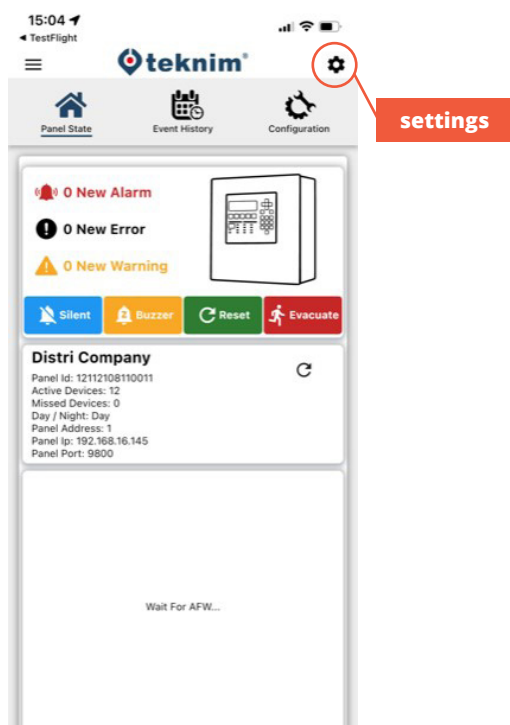 15:04
TestFlight
teknim
Panel State
Event History
Configuration
settings
0 New Alarm
0 New Error
0 New Warning
Silent
Buzzer
Reset
Evacuate
Distri Company
Panel Id: 12112108110011
Active Devices: 12
Missed Devices: 0
Day / Night: Day
Panel Address: 1
Panel Ip: 192.168.16.145
Panel Port: 9800
Wait For AFW...